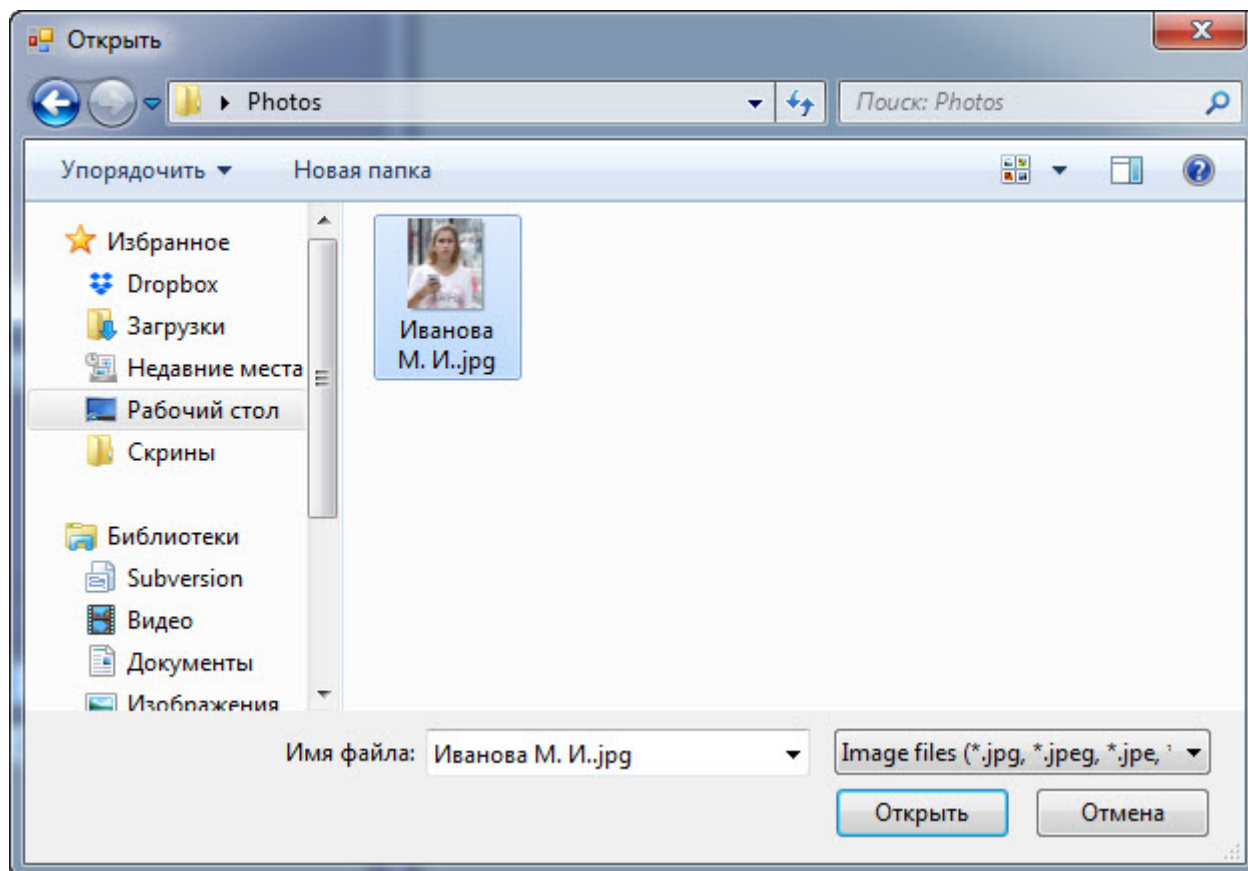 Открыть
Photos
Поиск: Photos
Упорядочить
Новая папка
Избранное
Dropbox
Загрузки
Недавние места
Рабочий стол
Скрины
Библиотеки
Subversion
Видео
Документы
Изображения
Иванова
М. И..jpg
Имя файла: Иванова М. И..jpg
Image files (*.jpg, *.jpeg, *.jpe,
Открыть
Отмена